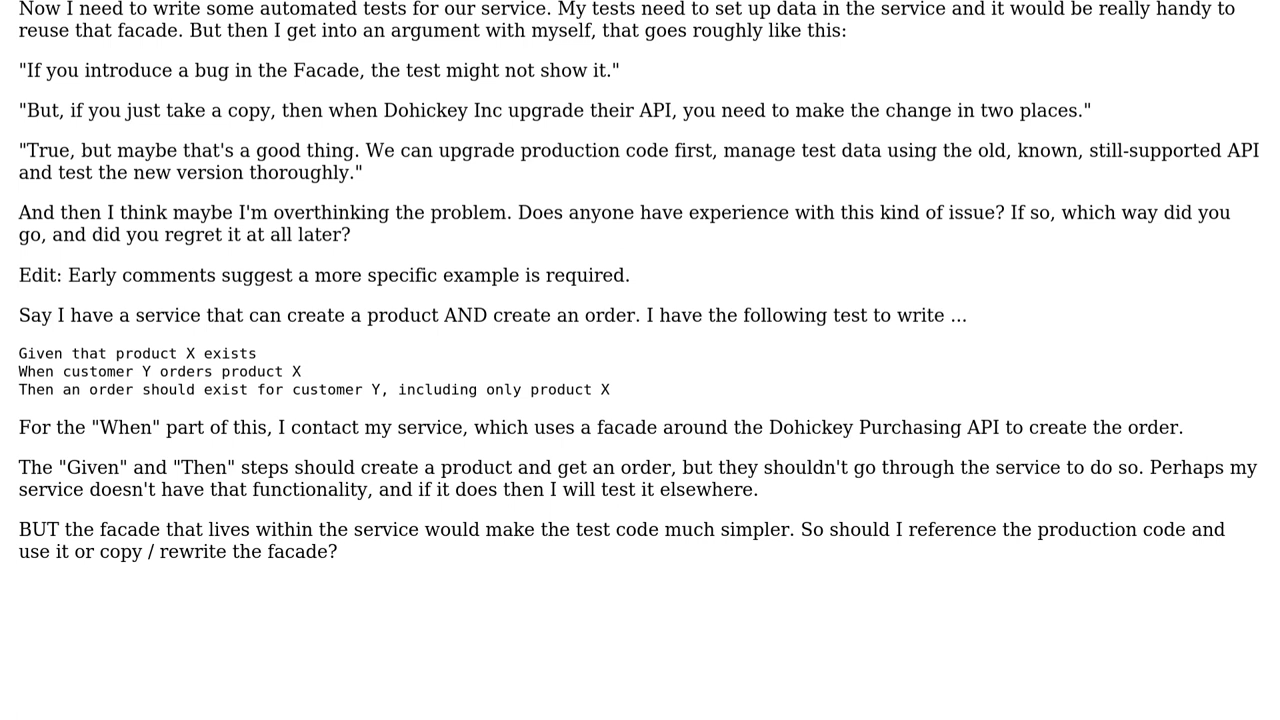 Now I need to write some automated tests for our service. My tests need to set up data in the service and it would be really handy to
reuse that facade. But then I get into an argument with myself, that goes roughly like this:
"If you introduce a bug in the Facade, the test might not show it."
"But, if you just take a copy, then when Dohickey Inc upgrade their API, you need to make the change in two places."
"True, but maybe that's a good thing. We can upgrade production code first, manage test data using the old, known, still-supported API
and test the new version thoroughly."
And then I think maybe I'm overthinking the problem. Does anyone have experience with this kind of issue? If so, which way did you
go, and did you regret it at all later?
Edit: Early comments suggest a more specific example is required.
Say I have a service that can create a product AND create an order. I have the following test to write ...
Given that product X exists
When customer Y orders product X
Then an order should exist for customer Y, including only product X
For the "When" part of this, I contact my service, which uses a facade around the Dohickey Purchasing API to create the order.
The "Given" and "Then" steps should create a product and get an order, but they shouldn't go through the service to do so. Perhaps my
service doesn't have that functionality, and if it does then I will test it elsewhere.
BUT the facade that lives within the service would make the test code much simpler. So should I reference the production code and
use it or copy / rewrite the facade?